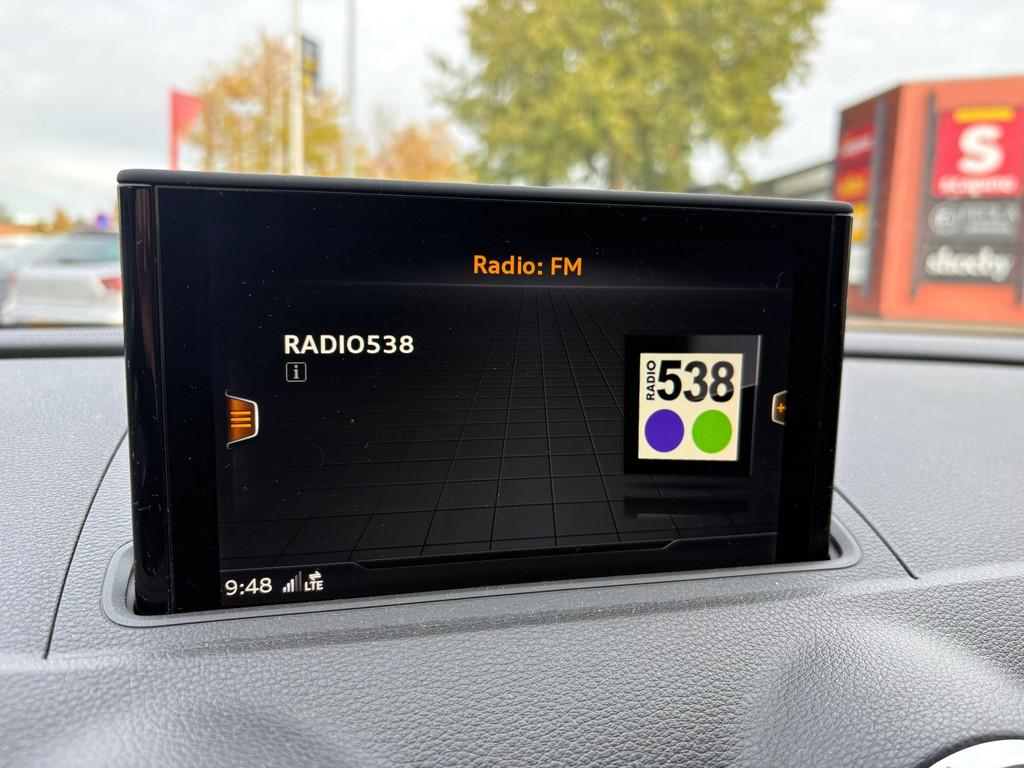 Radio: FM
RADIO538
i
RADIO
538
9:48 LTE
S